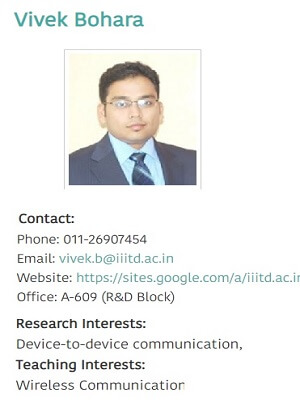 Vivek Bohara
Contact:
Phone: 011-26907454
Email: vivek.b@iiitd.ac.in
Website: https://sites.google.com/a/iiitd.ac.in
Office: A-609 (R&D Block)
Research Interests:
Device-to-device communication,
Teaching Interests:
Wireless Communication